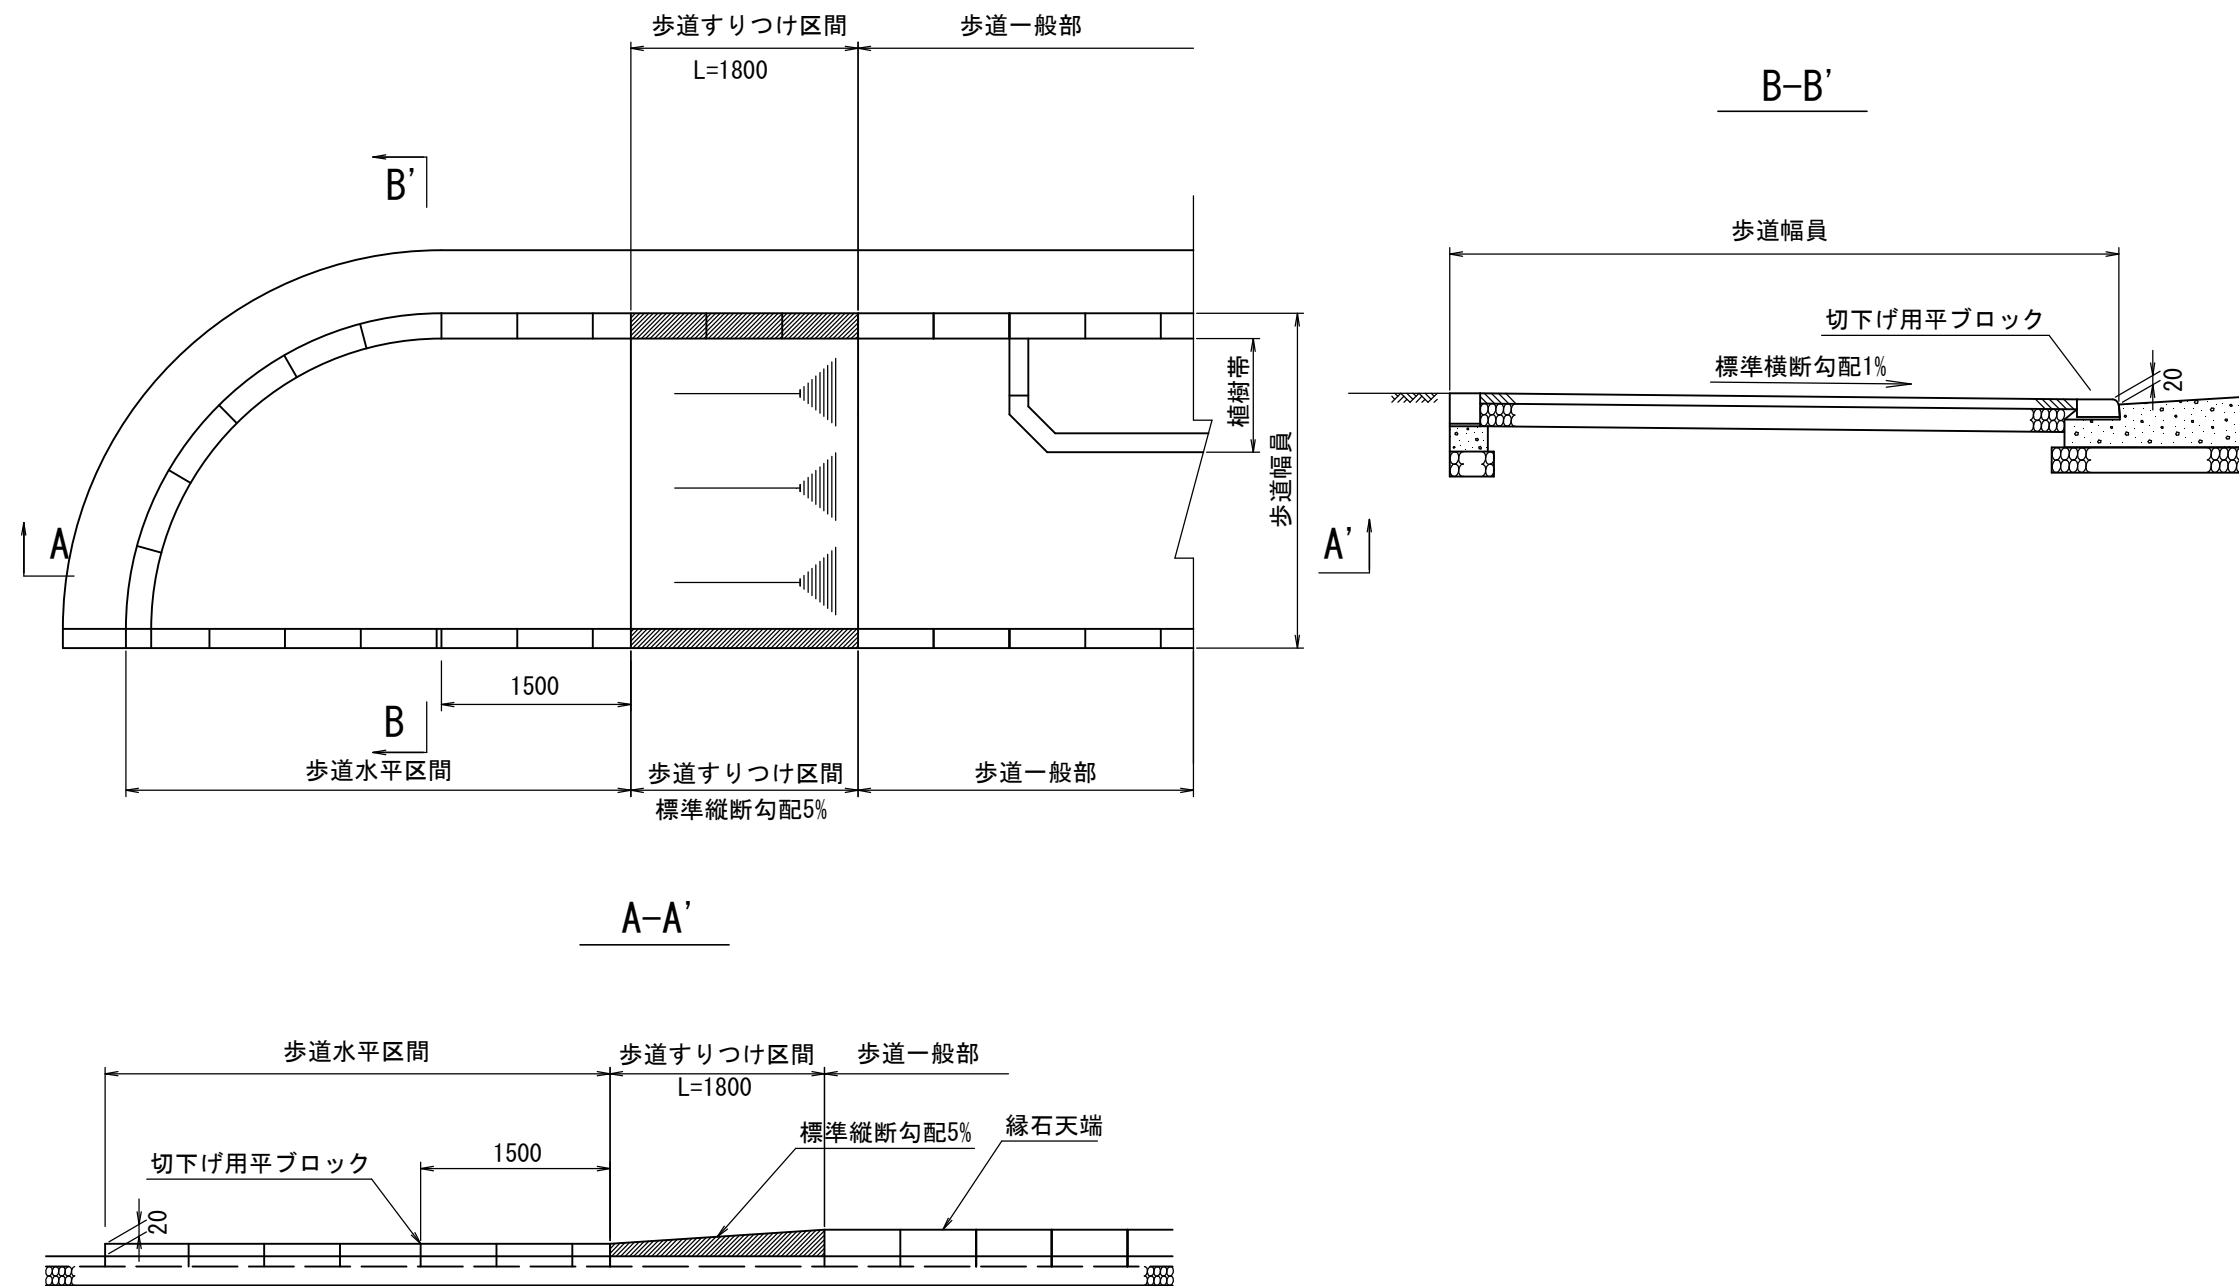 歩道すりつけ区間
歩道一般部
L=1800
B-B'
B'
歩道幅員
切下げ用平ブロック
標準横断勾配1%
20
植樹帯
歩道幅員
A
A'
1500
B
歩道水平区間
歩道すりつけ区間
歩道一般部
標準縦断勾配5%
A-A'
歩道水平区間
歩道すりつけ区間
歩道一般部
L=1800
標準縦断勾配5%
縁石天端
切下げ用平ブロック
1500
20